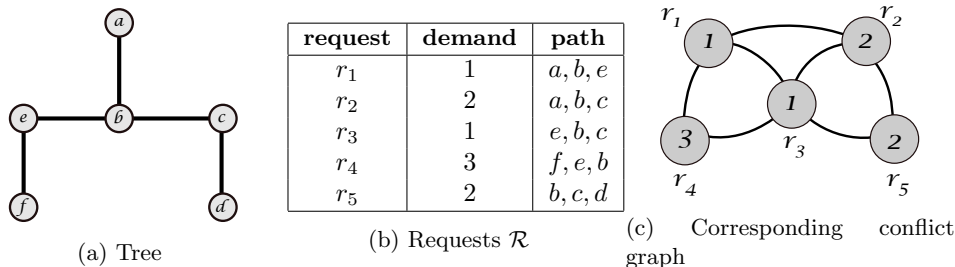 a
e
b
c
f
d
(a) Tree
request demand path
r1 1 a, b, e
r2 2 a, b, c
r3 1 e, b, c
r4 3 f, e, b
r5 2 b, c, d
(b) Requests R
r1
r2
1
2
1
3
2
r3
r4
r5
(c) Corresponding conflict
graph